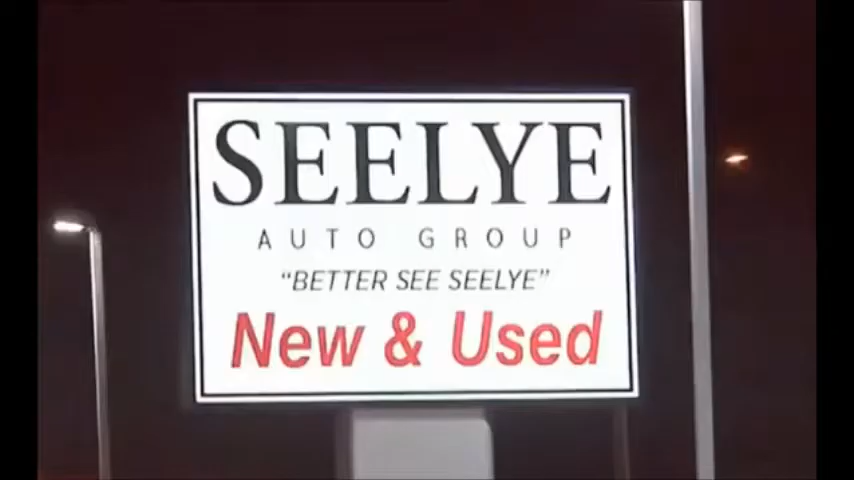 SEELYE
AUTO GROUP
“BETTER SEE SEELYE”
New & Used